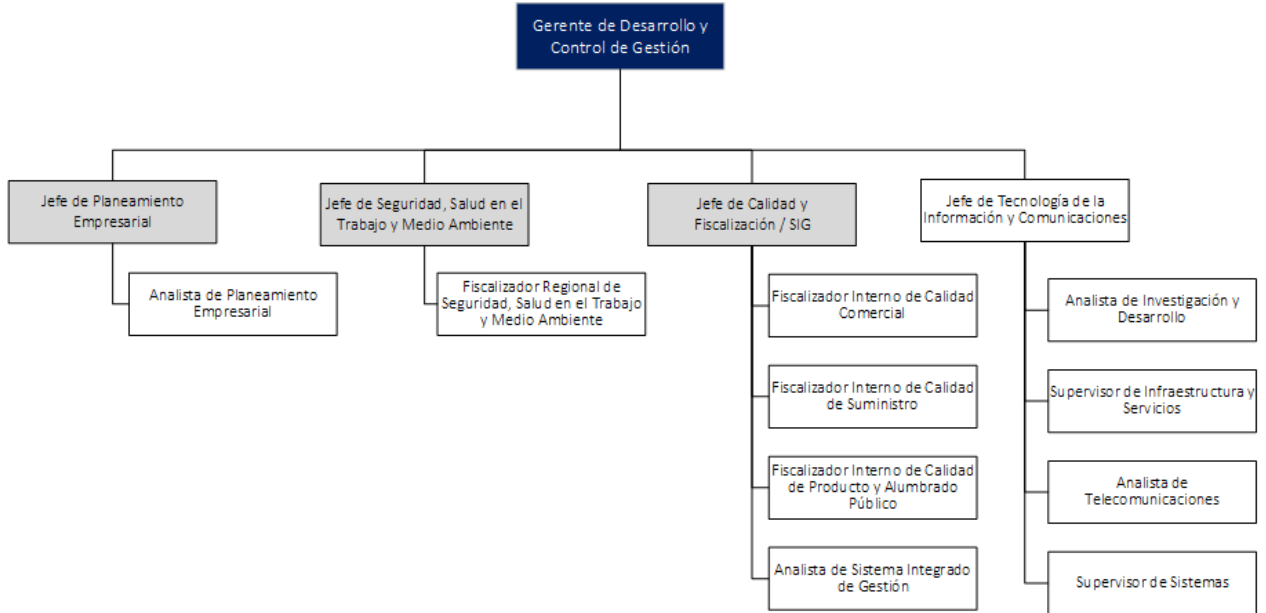 Gerente de Desarrollo y
Control de Gestión
Jefe de Planeamiento
Empresarial
Jefe de Seguridad, Salud en el
Trabajo y Medio Ambiente
Jefe de Calidad y
Fiscalización / SIG
Jefe de Tecnología de la
Información y Comunicaciones
Analista de Planeamiento
Empresarial
Fiscalizador Regional de
Seguridad, Salud en el Trabajo
y Medio Ambiente
Fiscalizador Interno de Calidad
Comercial
Fiscalizador Interno de Calidad
de Suministro
Fiscalizador Interno de Calidad
de Producto y Alumbrado
Público
Analista de Sistema Integrado
de Gestión
Analista de Investigación y
Desarrollo
Supervisor de Infraestructura y
Servicios
Analista de
Telecomunicaciones
Supervisor de Sistemas